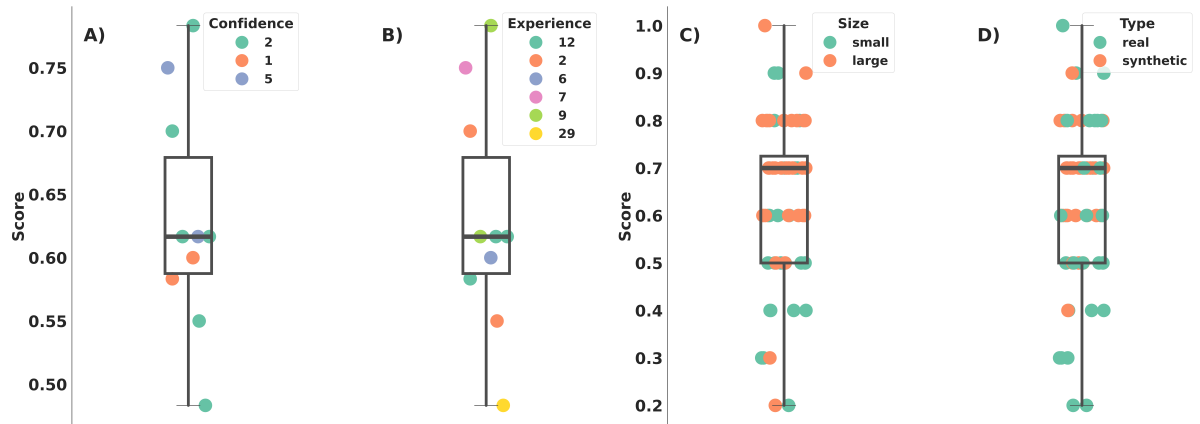 A)
Confidence
2
1
5
Score
0.75
0.70
0.65
0.60
0.55
0.50
B)
Experience
12
2
6
7
9
29
C)
Size
small
large
Score
1.0
0.9
0.8
0.7
0.6
0.5
0.4
0.3
0.2
D)
Type
real
synthetic